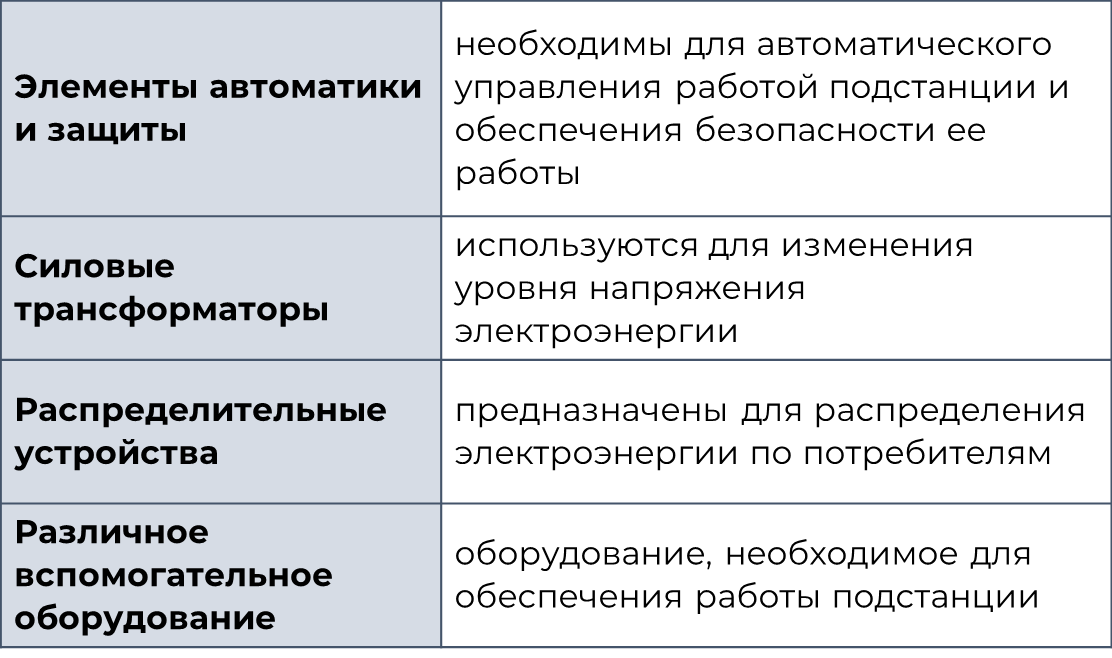 Элементы автоматики
и защиты
необходимы для автоматического
управления работой подстанции и
обеспечения безопасности ее
работы
Силовые
трансформаторы
используются для изменения
уровня напряжения
электроэнергии
Распределительные
устройства
предназначены для распределения
электроэнергии по потребителям
Различное
вспомогательное
оборудование
оборудование, необходимое для
обеспечения работы подстанции